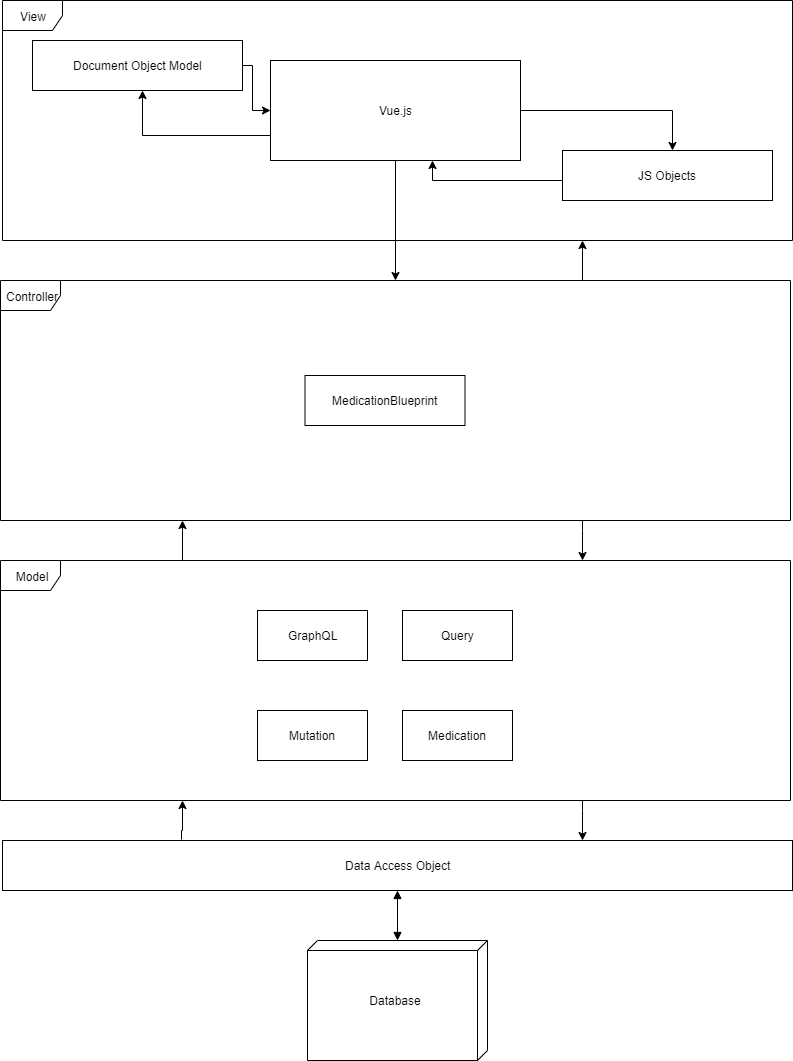 View
Document Object Model
Vue.js
JS Objects
Controller
MedicationBlueprint
Model
GraphQL
Query
Mutation
Medication
Data Access Object
Database